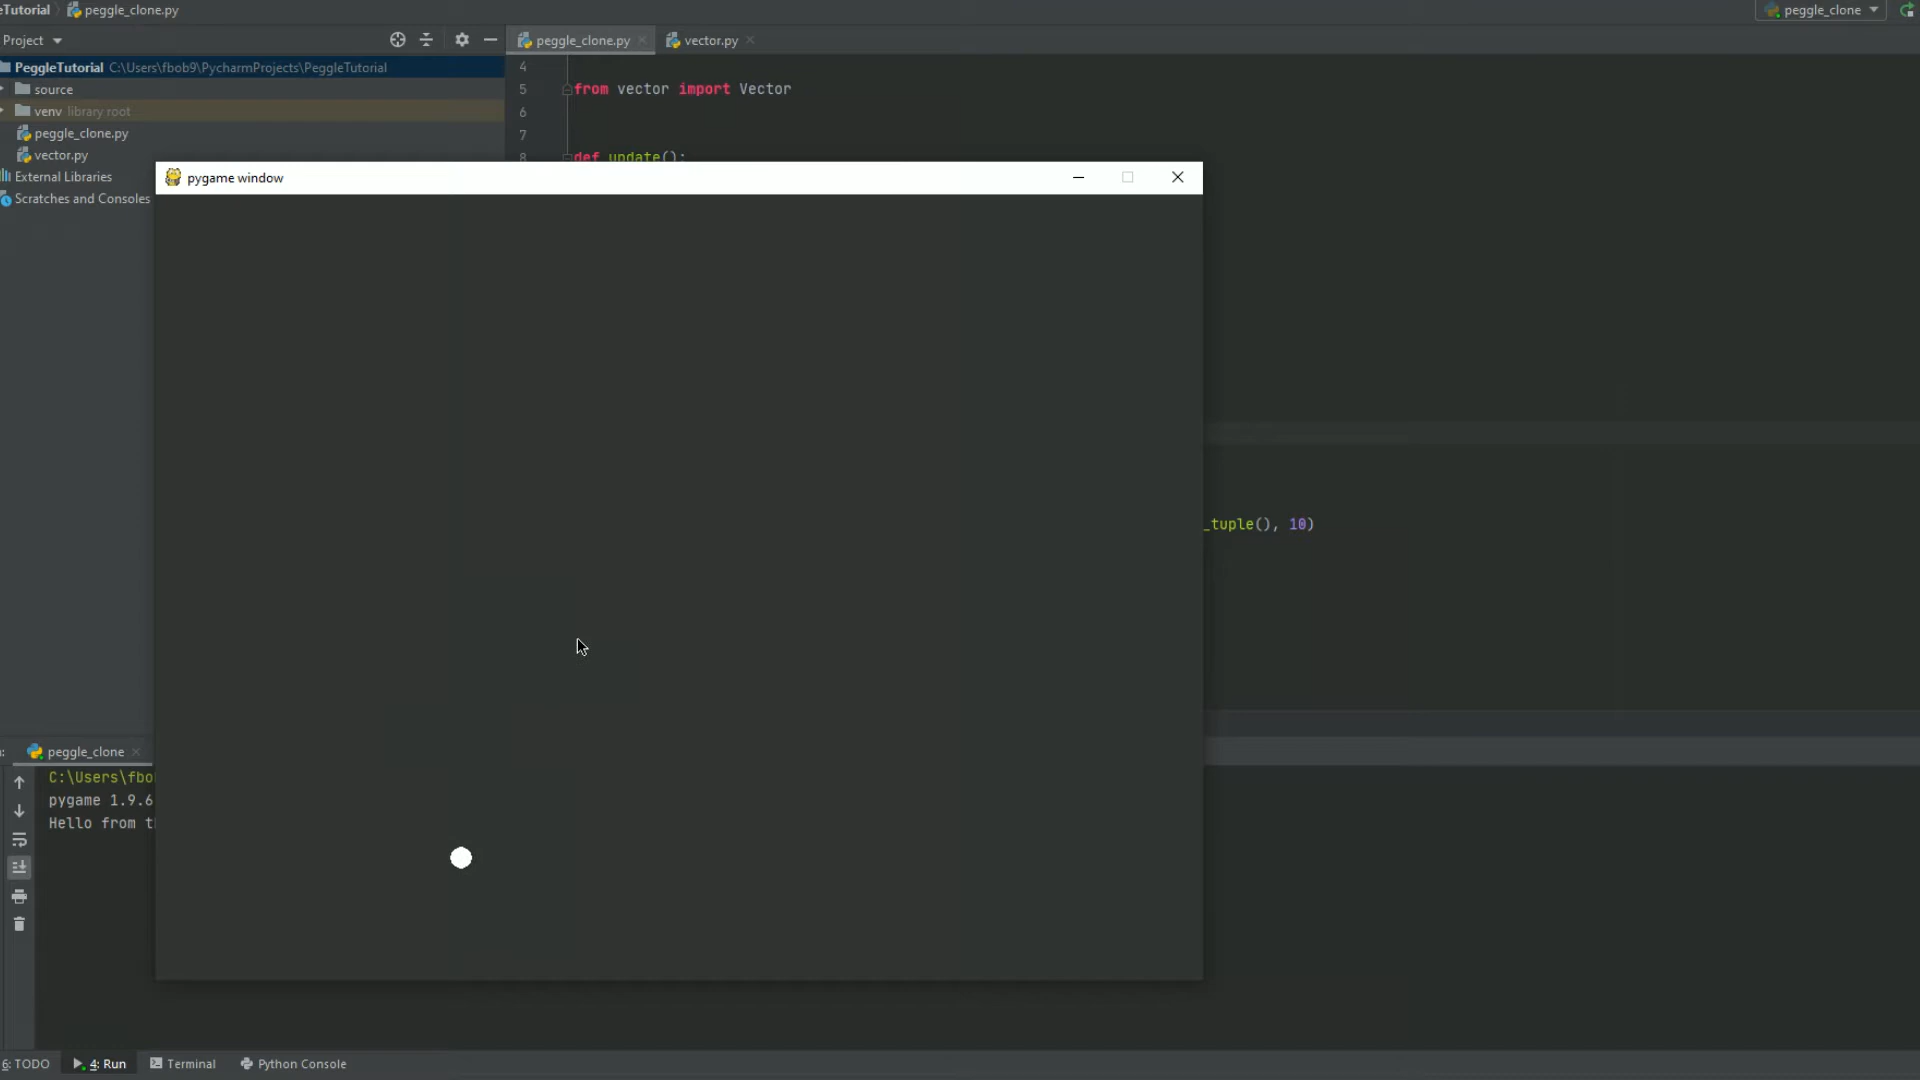 eTutorial peggle_clone.py peggle_clone
Project peggle_clone.py vector.py
PeggleTutorial C:\Users\fbob9\PycharmProjects\PeggleTutorial
4
source
5 from vector import Vector
venv library root
6
peggle_clone.py
7
vector.py
8 def update():
External Libraries
pygame window
Scratches and Consoles
_tuple(), 10)
: peggle_clone
C:\Users\fbo
pygame 1.9.6
Hello from t
6: TODO 4: Run Terminal Python Console